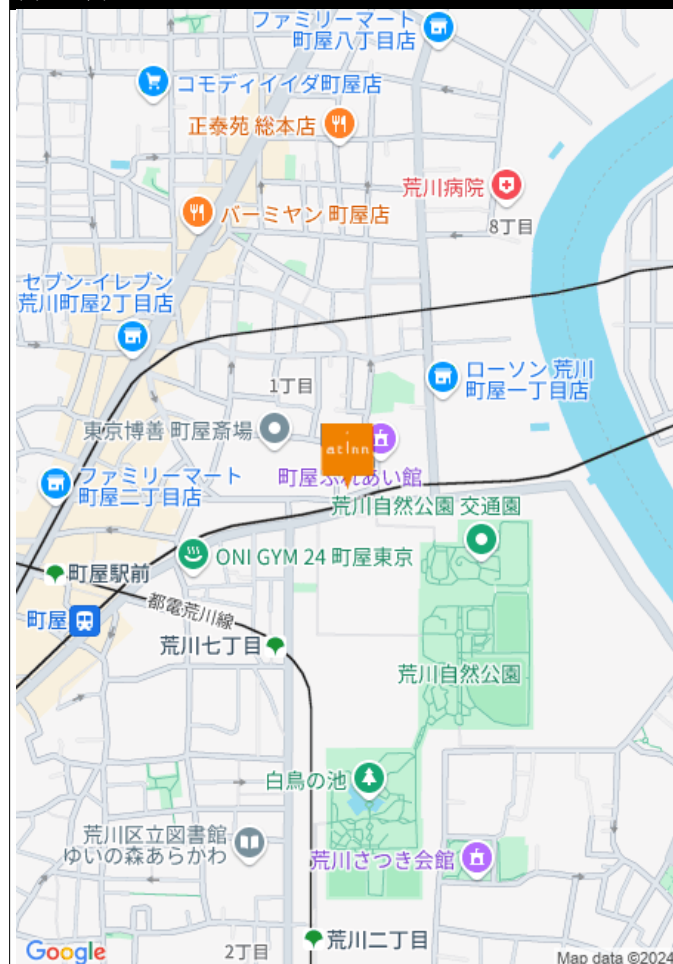 ファミリーマート
町屋八丁目店
コモディイイダ町屋店
正泰苑 総本店
荒川病院
バーミヤン 町屋店
8丁目
セブン-イレブン
荒川町屋2丁目店
ローソン 荒川
町屋一丁目店
1丁目
東京博善 町屋斎場
at inn
町屋ふれあい館
ファミリーマート
町屋二丁目店
荒川自然公園 交通園
ONI GYM 24 町屋東京
町屋駅前
都電荒川線
町屋
荒川七丁目
荒川自然公園
白鳥の池
荒川区立図書館
ゆいの森あらかわ
荒川さつき会館
荒川二丁目
2丁目
Google
Map data ©2024